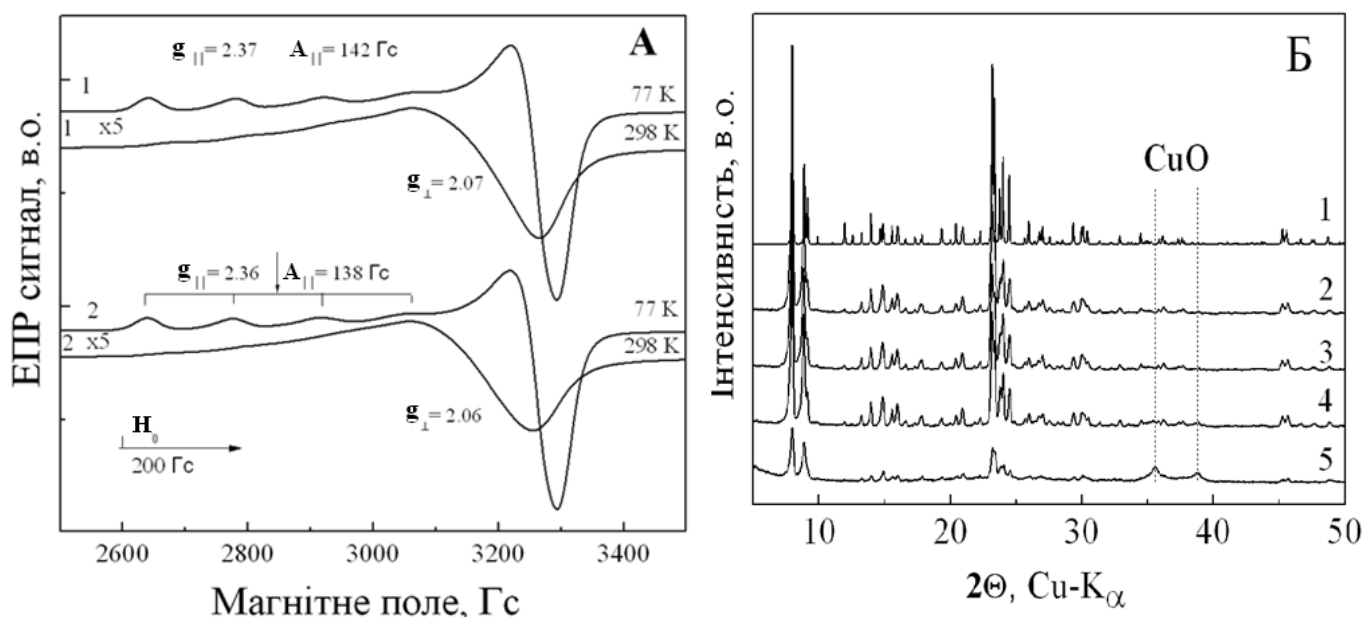 А
g||= 2.37 A||= 142 Гс
1
77 K
1 x5
298 K
g⊥= 2.07
g||= 2.36 A||= 138 Гс
2
77 K
2 x5
298 K
g⊥= 2.06
H0
200 Гс
ЕПР сигнал, в.о.
2600 2800 3000 3200 3400
Магнітне поле, Гс
Б
CuO
1
2
3
4
5
Інтенсивність, в.о.
10 20 30 40 50
2Θ, Cu-Kα